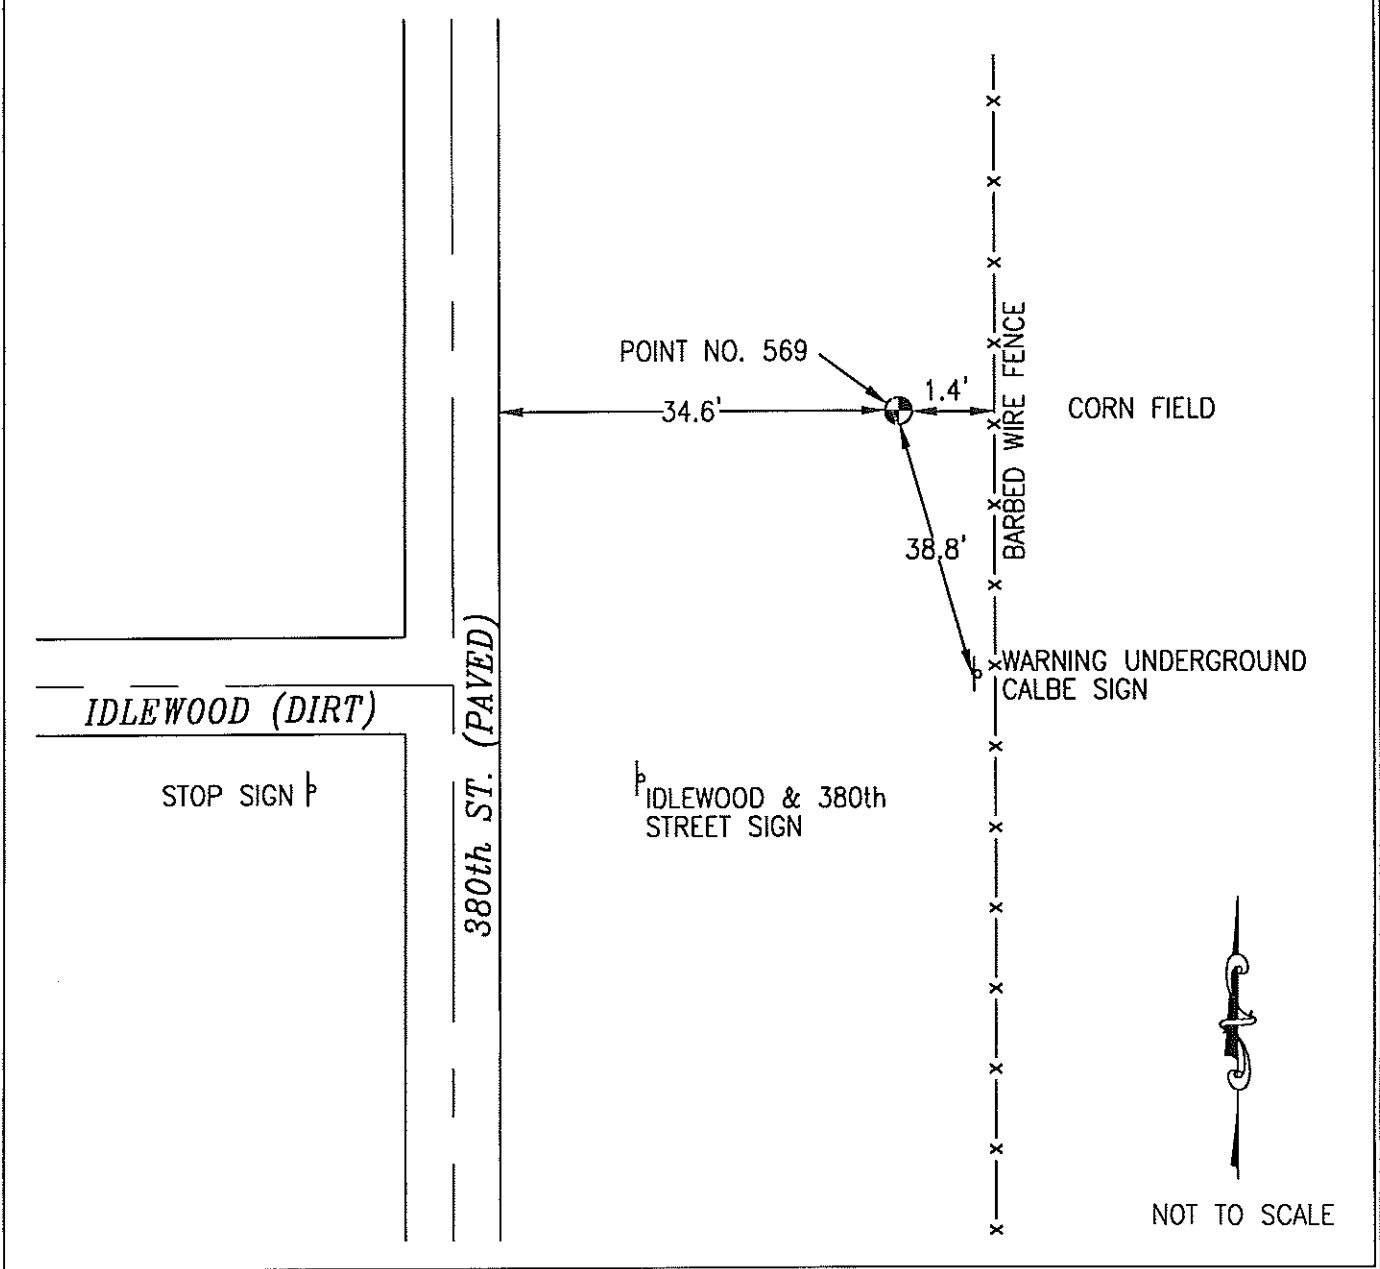 POINT NO. 569
1.4'
34.6'
CORN FIELD
BARBED WIRE FENCE
38.8'
WARNING UNDERGROUND
CALBE SIGN
IDLEWOOD (DIRT)
380th ST. (PAVED)
STOP SIGN
IDLEWOOD & 380th
STREET SIGN
NOT TO SCALE